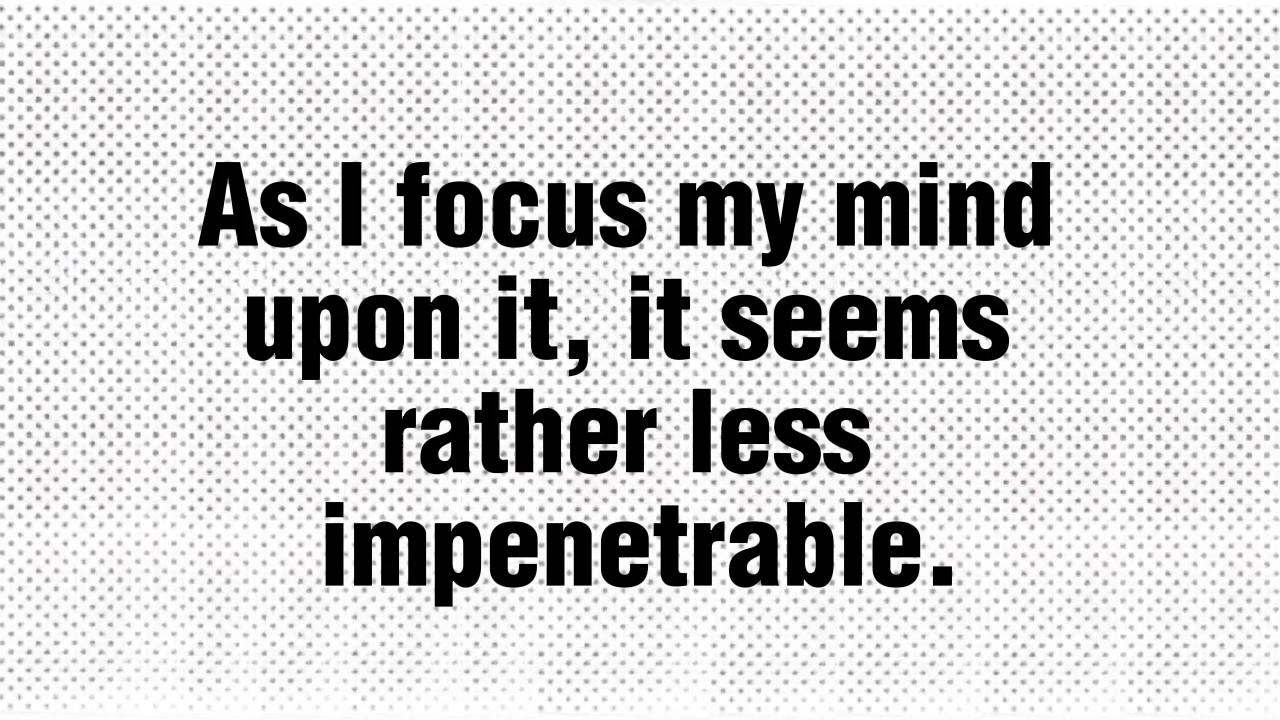 As I focus my mind
upon it, it seems
rather less
impenetrable.